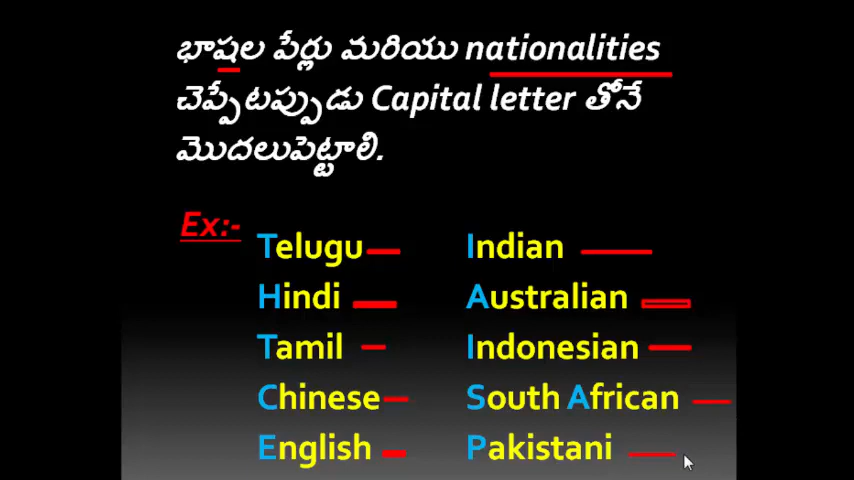 భాషల పేర్లు మరియు nationalities
చెప్పేటప్పుడు Capital letter తోనే
మొదలుపెట్టాలి.
Ex:-
Telugu Indian
Hindi Australian
Tamil Indonesian
Chinese South African
English Pakistani